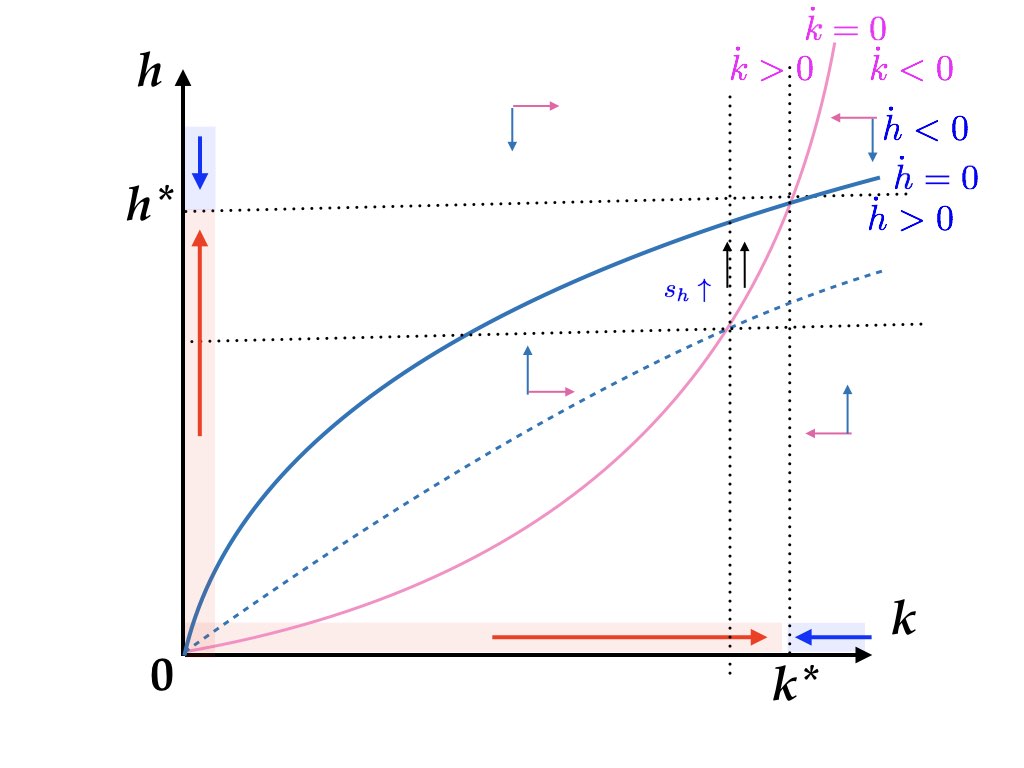 k̇ = 0
h
k̇ > 0
k̇ < 0
ḣ < 0
ḣ = 0
h*
ḣ > 0
s_h ↑
k
0
k*